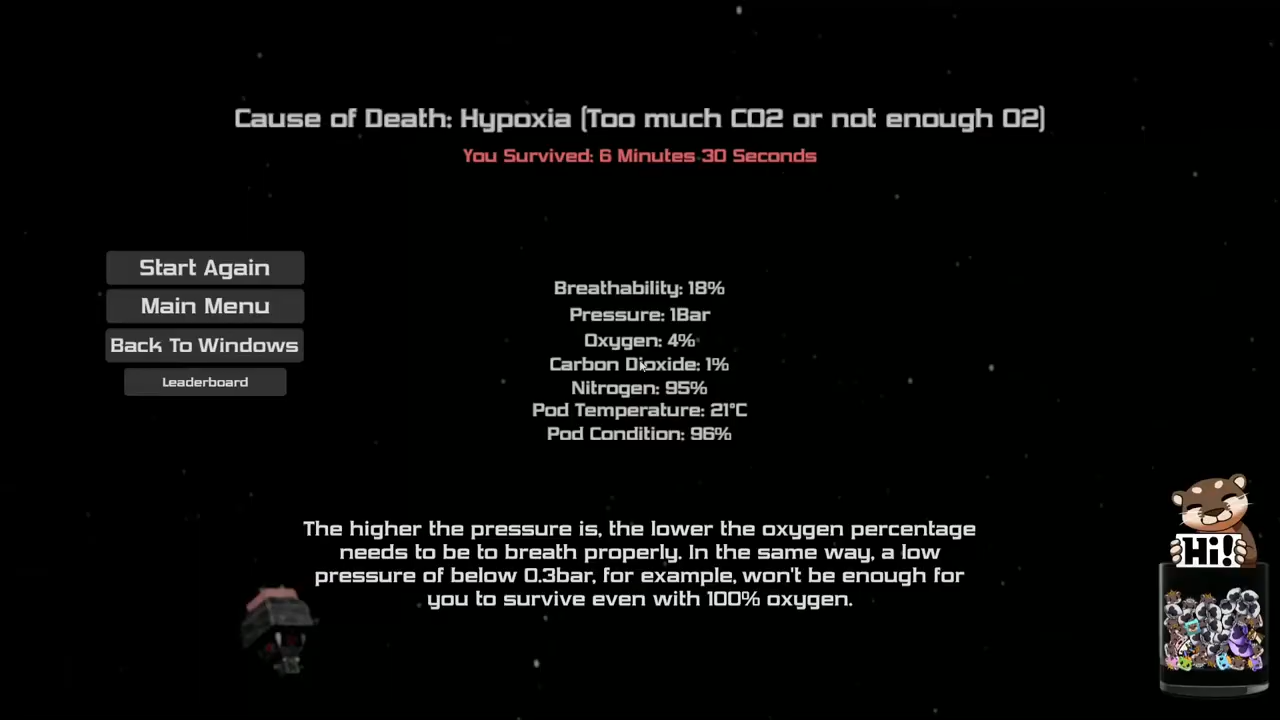 Cause of Death: Hypoxia (Too much CO2 or not enough O2)
You Survived: 6 Minutes 30 Seconds
Start Again
Main Menu
Back To Windows
Leaderboard
Breathability: 18%
Pressure: 1Bar
Oxygen: 4%
Carbon Dioxide: 1%
Nitrogen: 95%
Pod Temperature: 21°C
Pod Condition: 96%
The higher the pressure is, the lower the oxygen percentage
needs to be to breath properly. In the same way, a low
pressure of below 0.3bar, for example, won't be enough for
you to survive even with 100% oxygen.
Hi!